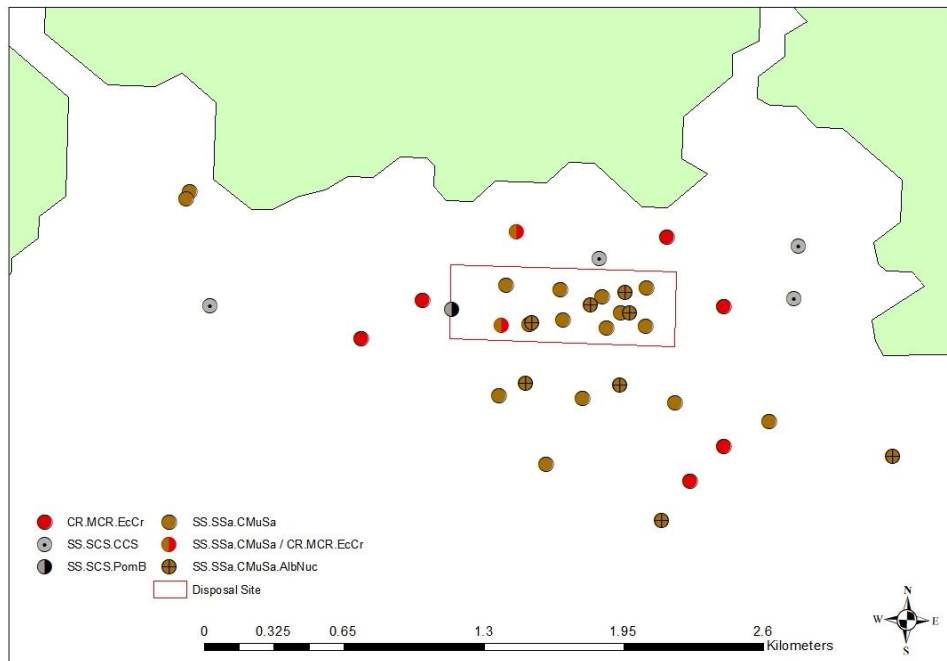 CR.MCR.EcCr SS.SSa.CMuSa
SS.SCS.CCS SS.SSa.CMuSa / CR.MCR.EcCr
SS.SCS.PomB SS.SSa.CMuSa.AlbNuc
Disposal Site
N
W E
S
0 0.325 0.65 1.3 1.95 2.6
Kilometers